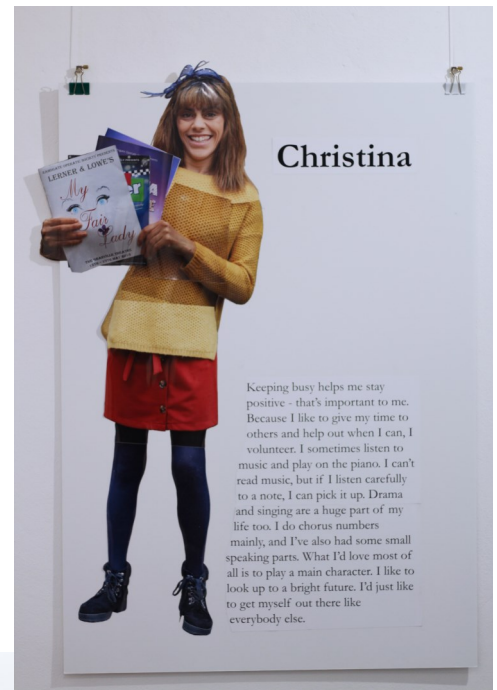 LERNER & LOWE'S
My
Fair
Lady
Christina
Keeping busy helps me stay
positive - that's important to me.
Because I like to give my time to
others and help out when I can, I
volunteer. I sometimes listen to
music and play on the piano. I can't
read music, but if I listen carefully
to a note, I can pick it up. Drama
and singing are a huge part of my
life too. I do chorus numbers
mainly, and I've also had some small
speaking parts. What I'd love most of
all is to play a main character. I like to
look up to a bright future. I'd just like
to get myself out there like
everybody else.